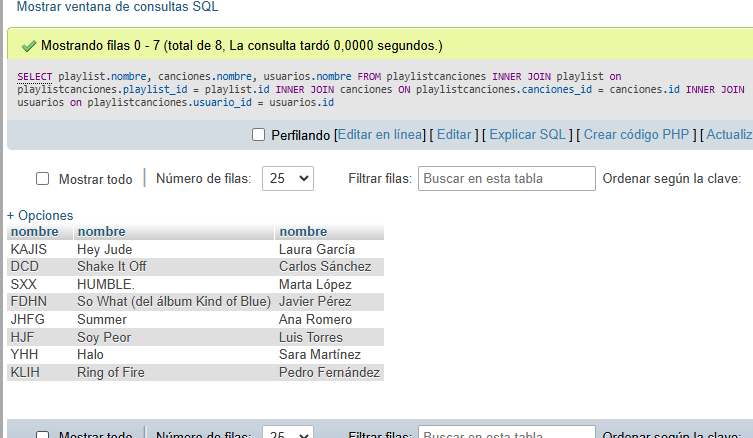 Mostrar ventana de consultas SQL
Mostrando filas 0 - 7 (total de 8, La consulta tardó 0,0000 segundos.)
SELECT playlist.nombre, canciones.nombre, usuarios.nombre FROM playlistcanciones INNER JOIN playlist on
playlistcanciones.playlist_id = playlist.id INNER JOIN canciones ON playlistcanciones.canciones_id = canciones.id INNER JOIN
usuarios on playlistcanciones.usuario_id = usuarios.id
Perfilando [Editar en línea] [ Editar ] [ Explicar SQL ] [ Crear código PHP ] [ Actualiz
Mostrar todo Número de filas: 25 Filtrar filas: Buscar en esta tabla Ordenar según la clave:
+ Opciones
nombre nombre nombre
KAJIS Hey Jude Laura García
DCD Shake It Off Carlos Sánchez
SXX HUMBLE. Marta López
FDHN So What (del álbum Kind of Blue) Javier Pérez
JHFG Summer Ana Romero
HJF Soy Peor Luis Torres
YHH Halo Sara Martínez
KLIH Ring of Fire Pedro Fernández
Mostrar todo Número de filas: 25 Filtrar filas: Buscar en esta tabla Ordenar según la clave: